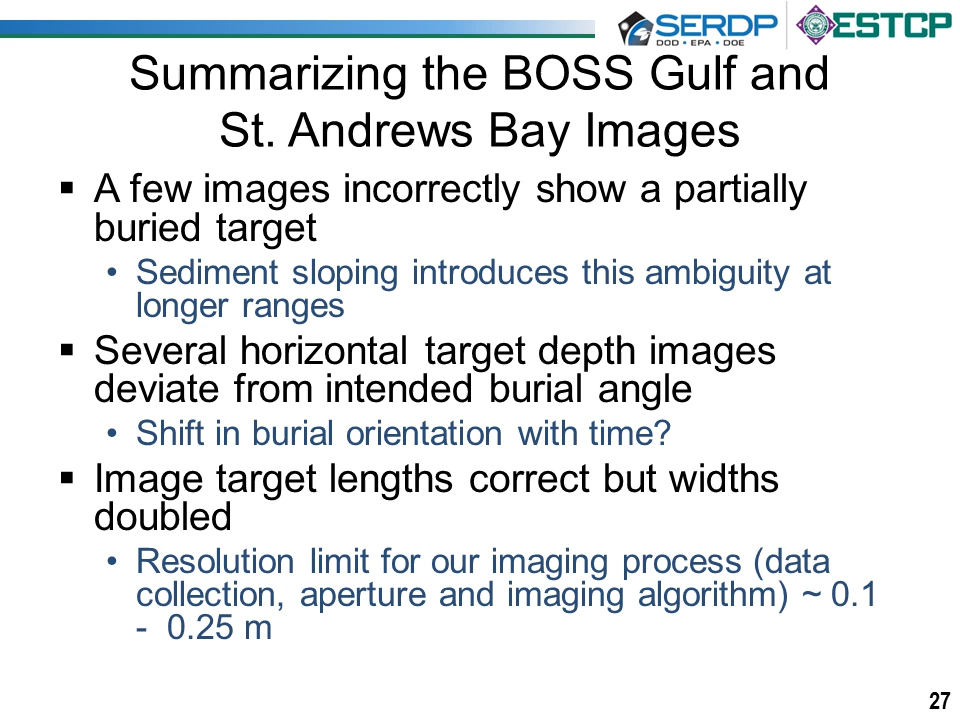 SERDP
DOD • EPA • DOE
ESTCP
Summarizing the BOSS Gulf and
St. Andrews Bay Images
▪ A few images incorrectly show a partially
buried target
• Sediment sloping introduces this ambiguity at
longer ranges
▪ Several horizontal target depth images
deviate from intended burial angle
• Shift in burial orientation with time?
▪ Image target lengths correct but widths
doubled
• Resolution limit for our imaging process (data
collection, aperture and imaging algorithm) ~ 0.1
- 0.25 m
27